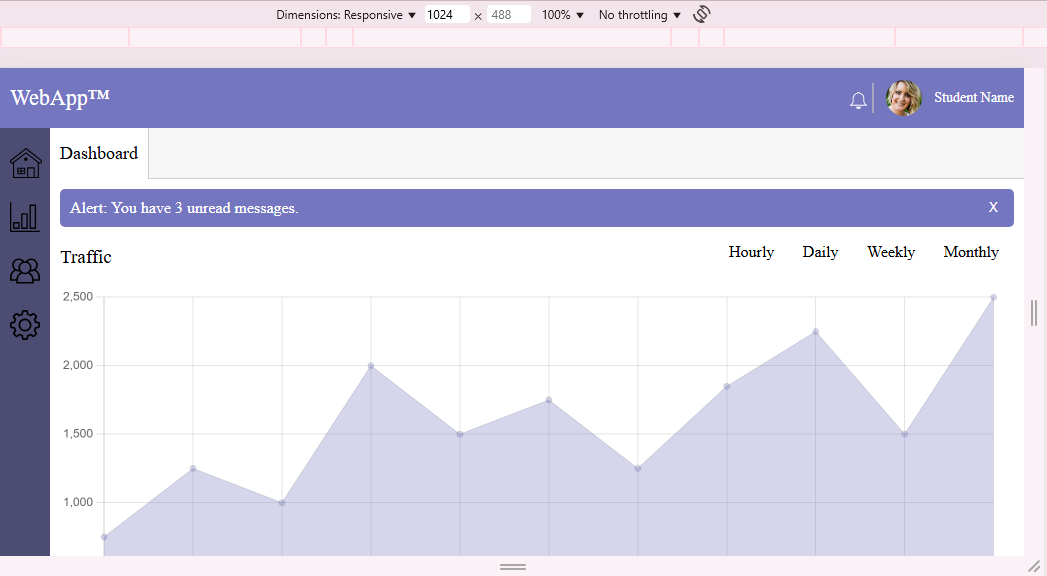 Dimensions: Responsive ▼ 1024 x 488 100% ▼ No throttling ▼
WebApp™ Student Name
Dashboard
Alert: You have 3 unread messages. X
Traffic Hourly Daily Weekly Monthly
2,500
2,000
1,500
1,000